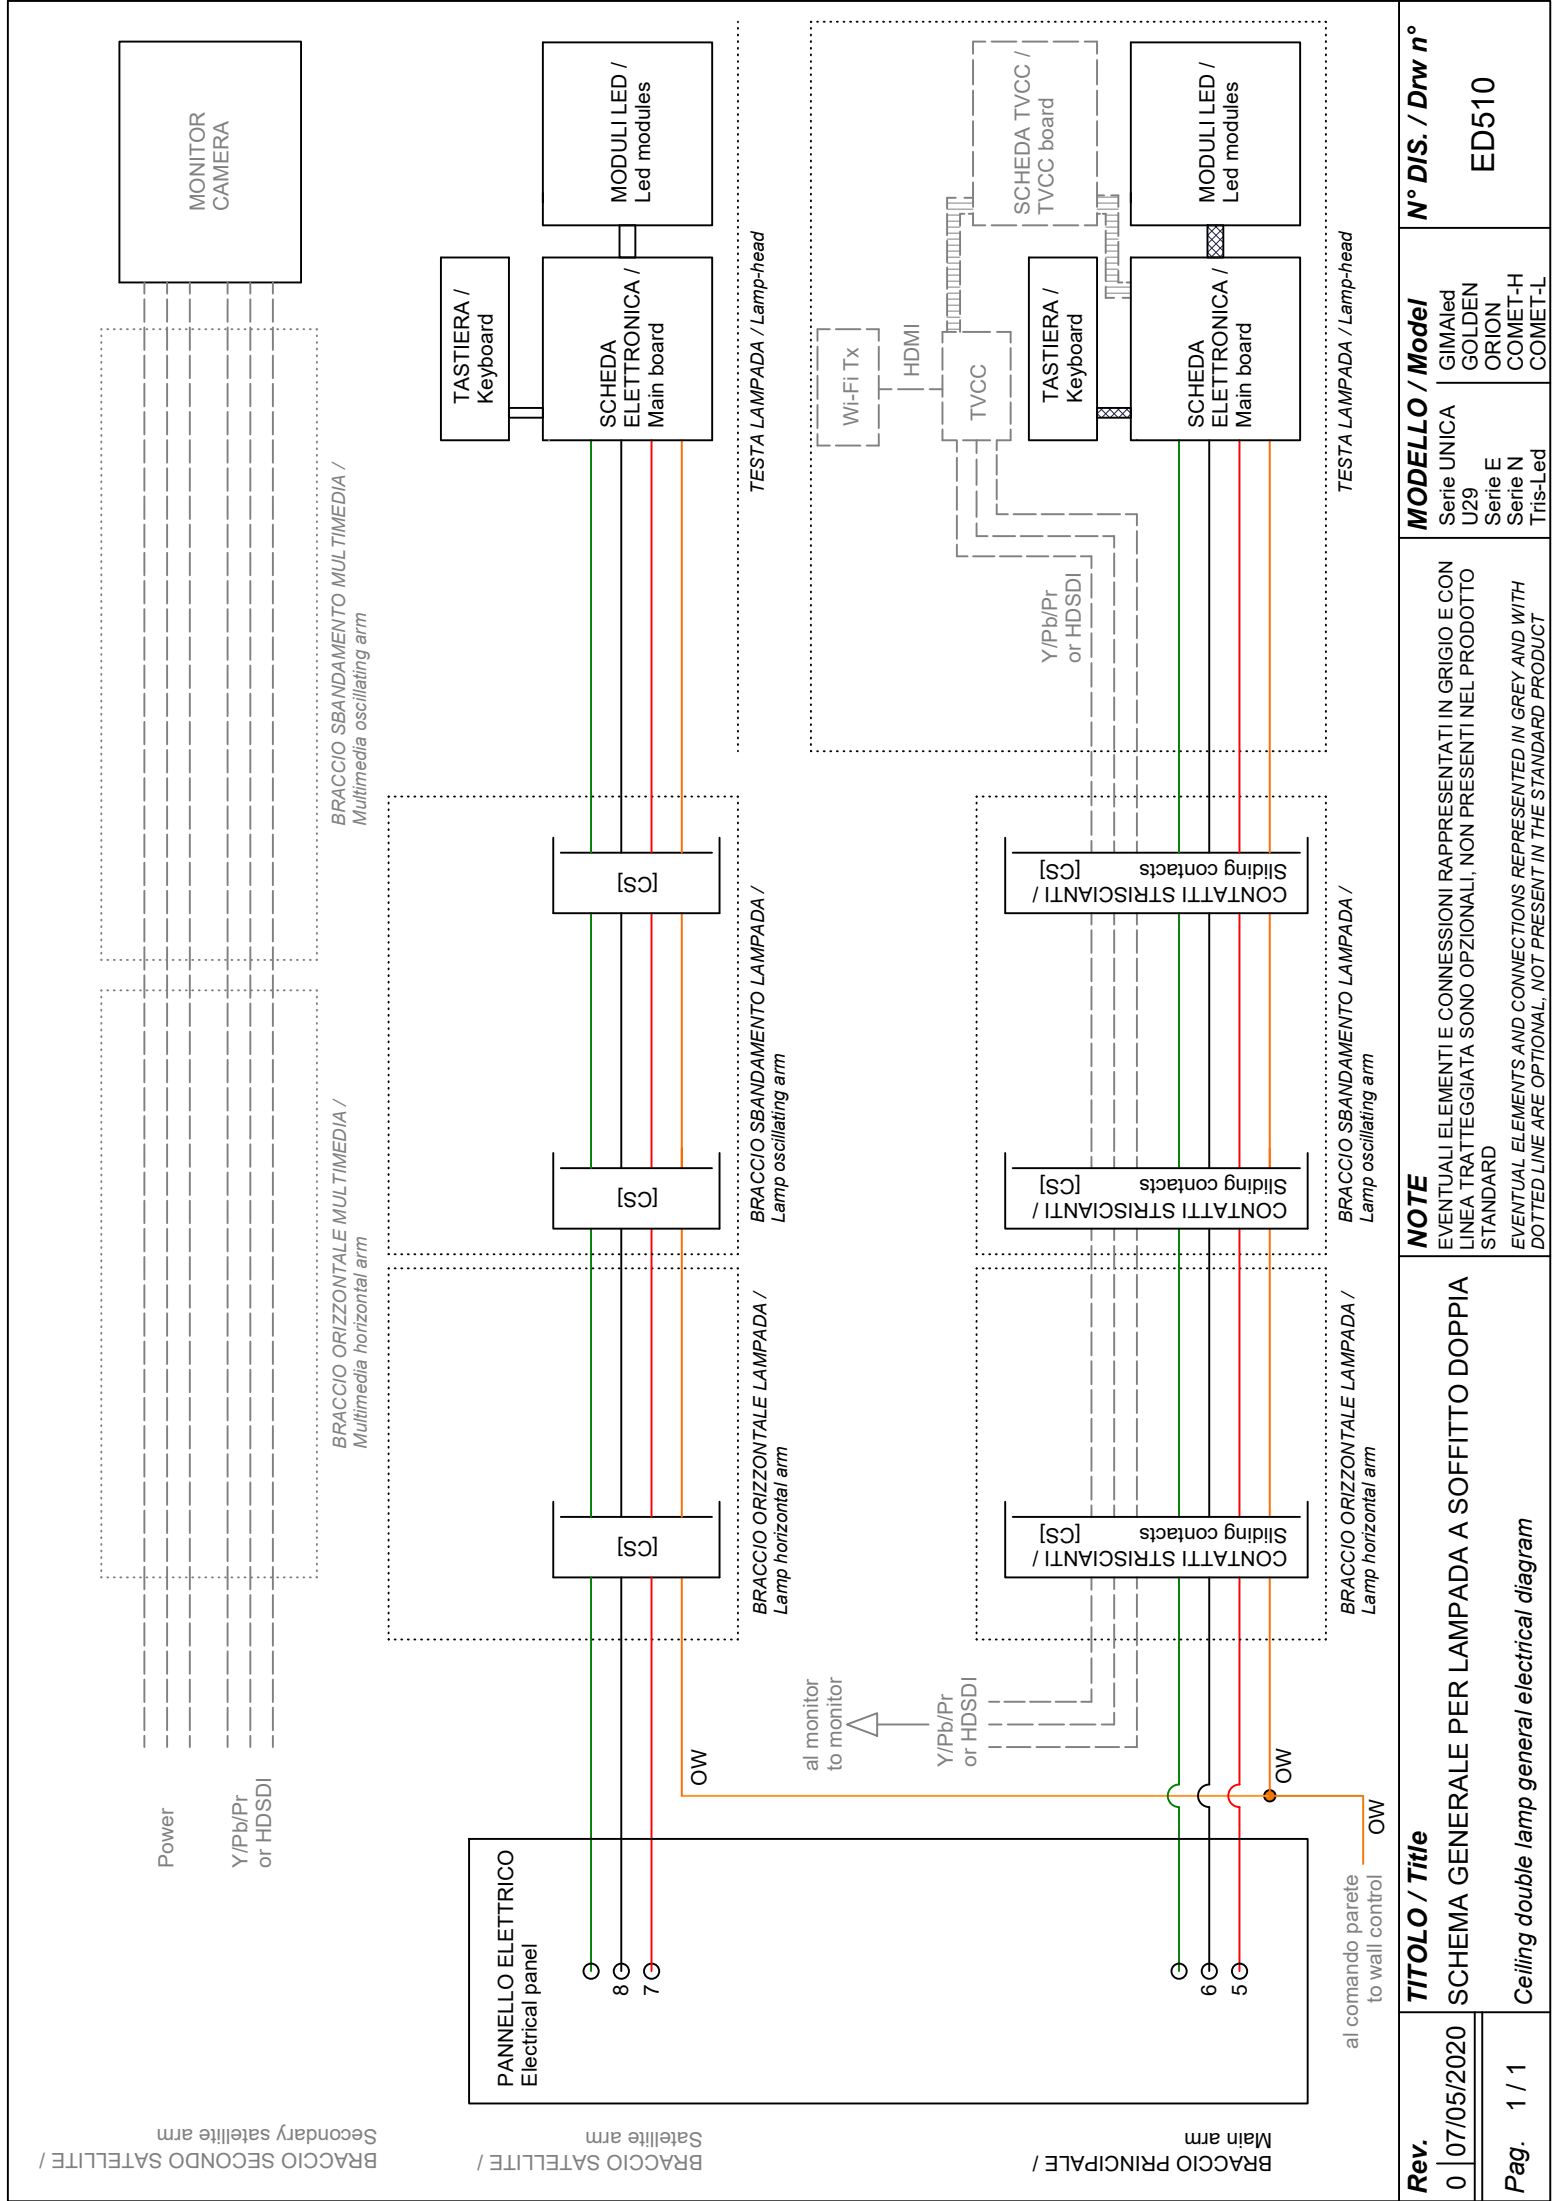 BRACCIO SECONDO SATELLITE /
Secondary satellite arm
Power
Y/Pb/Pr
or HDSDI
BRACCIO ORIZZONTALE MULTIMEDIA /
Multimedia horizontal arm
BRACCIO SBANDAMENTO MULTIMEDIA /
Multimedia oscillating arm
MONITOR
CAMERA
BRACCIO SATELLITE /
Satellite arm
PANNELLO ELETTRICO
Electrical panel
8
7
OW
[CS]
BRACCIO ORIZZONTALE LAMPADA /
Lamp horizontal arm
[CS]
[CS]
BRACCIO SBANDAMENTO LAMPADA /
Lamp oscillating arm
TASTIERA /
Keyboard
SCHEDA
ELETTRONICA /
Main board
MODULI LED /
Led modules
TESTA LAMPADA / Lamp-head
BRACCIO PRINCIPALE /
Main arm
6
5
al monitor
to monitor
Y/Pb/Pr
or HDSDI
OW
OW
al comando parete
to wall control
CONTATTI STRISCIANTI /
Sliding contacts [CS]
BRACCIO ORIZZONTALE LAMPADA /
Lamp horizontal arm
CONTATTI STRISCIANTI /
Sliding contacts [CS]
CONTATTI STRISCIANTI /
Sliding contacts [CS]
BRACCIO SBANDAMENTO LAMPADA /
Lamp oscillating arm
Y/Pb/Pr
or HDSDI
Wi-Fi Tx
HDMI
TVCC
SCHEDA TVCC /
TVCC board
TASTIERA /
Keyboard
SCHEDA
ELETTRONICA /
Main board
MODULI LED /
Led modules
TESTA LAMPADA / Lamp-head
Rev.
0 07/05/2020
Pag. 1 / 1
TITOLO / Title
SCHEMA GENERALE PER LAMPADA A SOFFITTO DOPPIA
Ceiling double lamp general electrical diagram
NOTE
EVENTUALI ELEMENTI E CONNESSIONI RAPPRESENTATI IN GRIGIO E CON
LINEA TRATTEGGIATA SONO OPZIONALI, NON PRESENTI NEL PRODOTTO
STANDARD
EVENTUAL ELEMENTS AND CONNECTIONS REPRESENTED IN GREY AND WITH
DOTTED LINE ARE OPTIONAL, NOT PRESENT IN THE STANDARD PRODUCT
MODELLO / Model
Serie UNICA
U29
Serie E
Serie N
Tris-Led
GIMAled
GOLDEN
ORION
COMET-H
COMET-L
N° DIS. / Drw n°
ED510